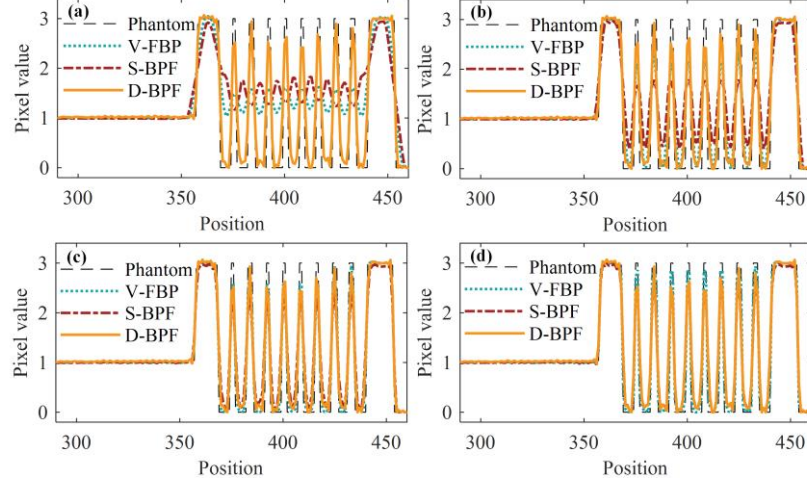 (a)
Phantom
V-FBP
S-BPF
D-BPF
Pixel value
3
2
1
0
300
350
400
450
Position
(b)
Phantom
V-FBP
S-BPF
D-BPF
Pixel value
3
2
1
0
300
350
400
450
Position
(c)
Phantom
V-FBP
S-BPF
D-BPF
Pixel value
3
2
1
0
300
350
400
450
Position
(d)
Phantom
V-FBP
S-BPF
D-BPF
Pixel value
3
2
1
0
300
350
400
450
Position